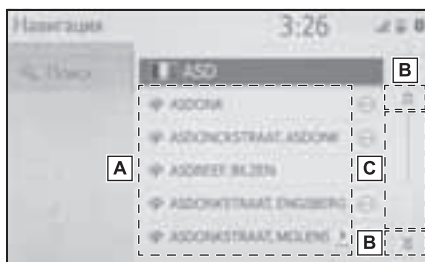 Навигация 3:26
B
Поиск ASD
ASDONK
ASDONCKSTRAAT, ASDONK
A ASDREEF, BILZEN C
ASDONKSTRAAT, ENGSBERG
ASDONKSTRAAT, MOLENS
B